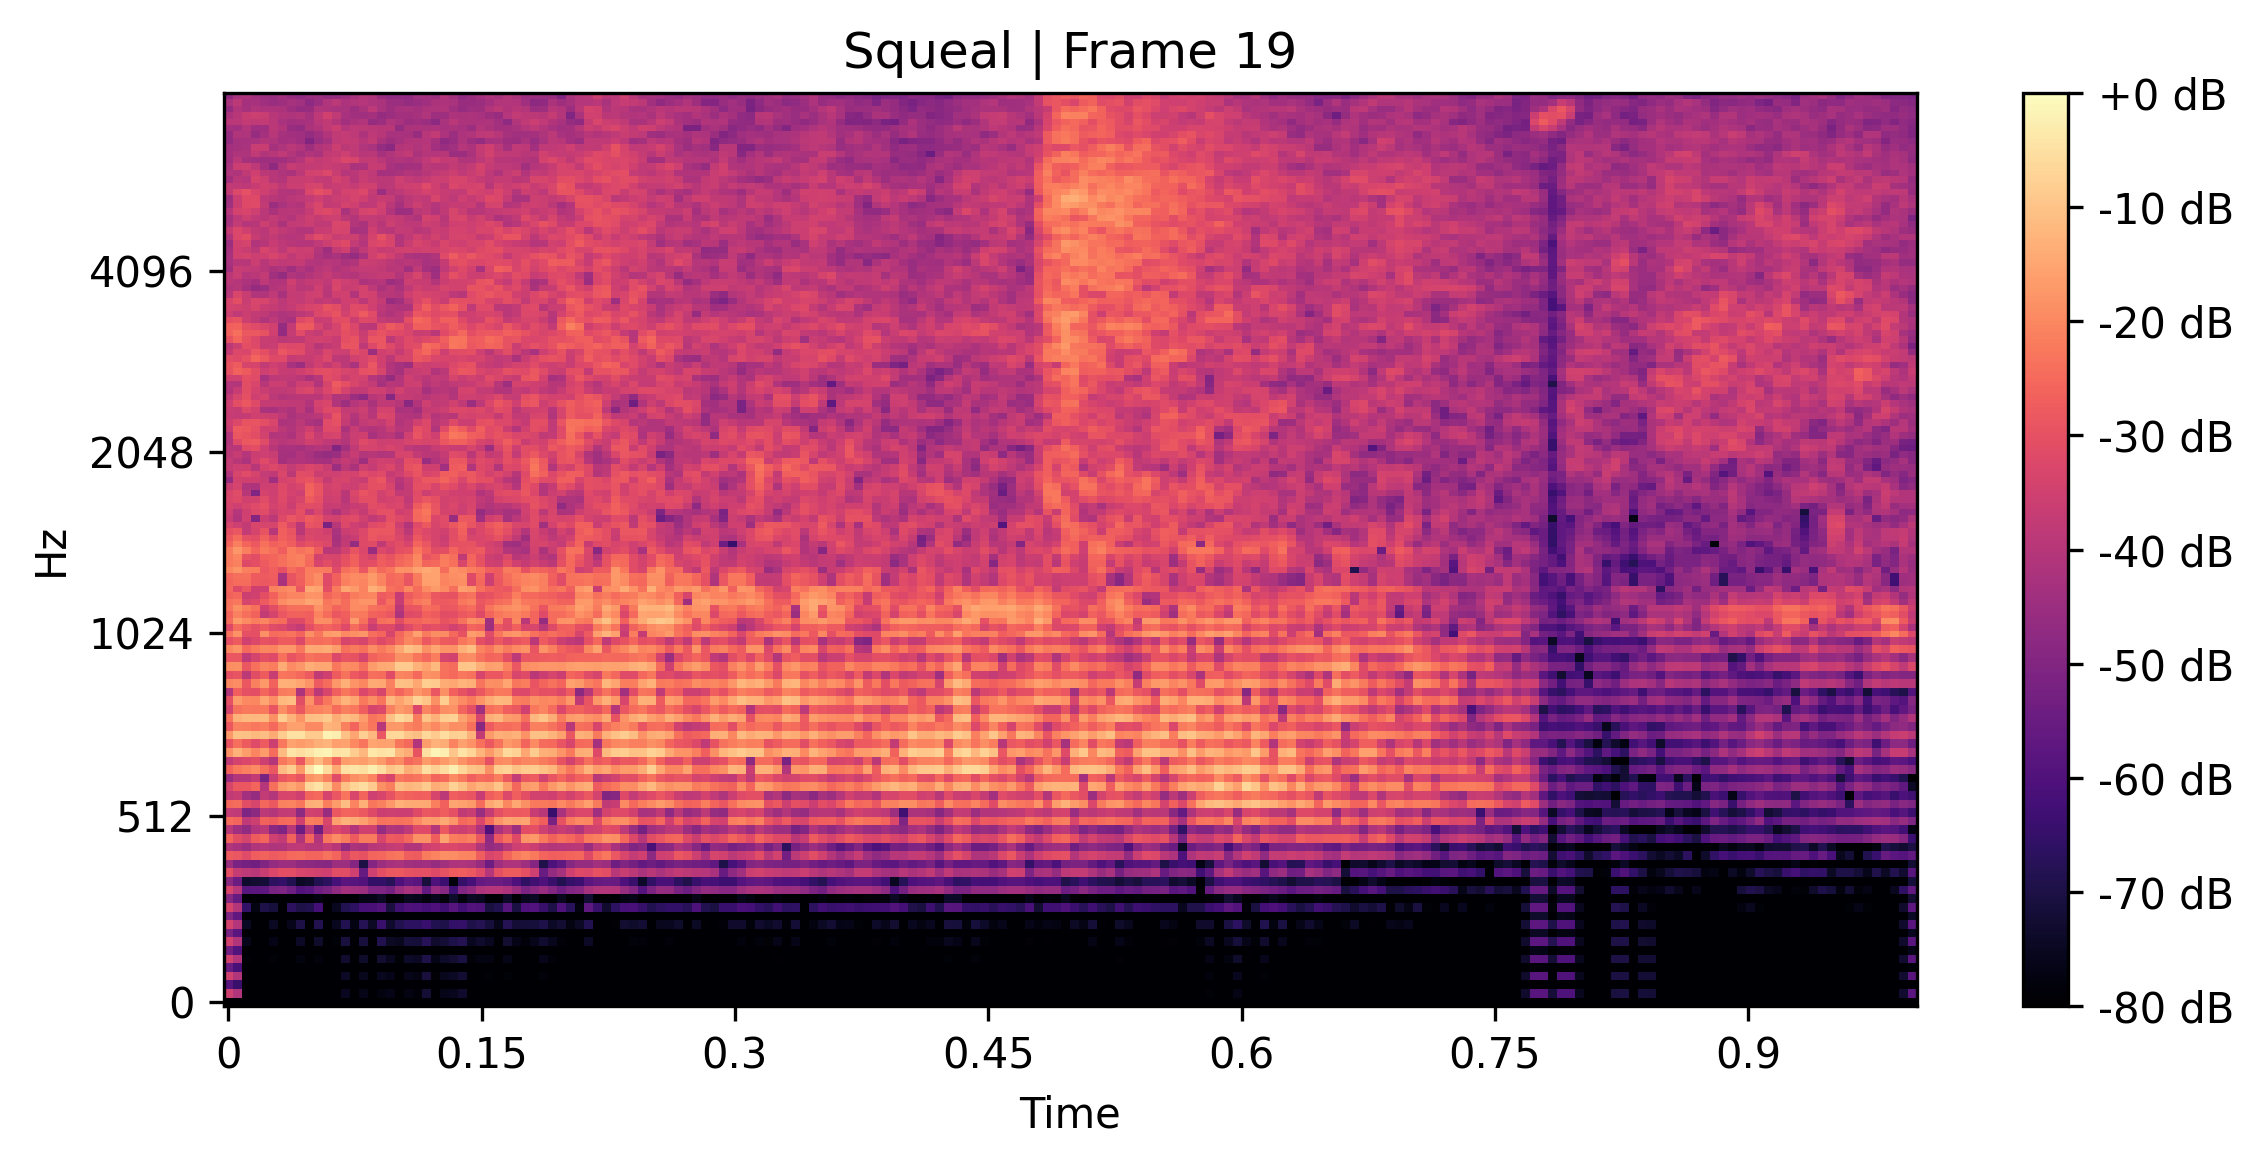 Squeal | Frame 19
+0 dB
-10 dB
-20 dB
-30 dB
-40 dB
-50 dB
-60 dB
-70 dB
-80 dB
Hz
4096
2048
1024
512
0
0 0.15 0.3 0.45 0.6 0.75 0.9
Time